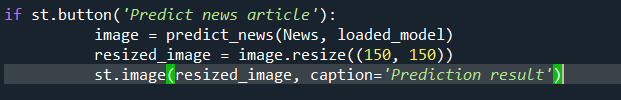 if st.button('Predict news article'):
        image = predict_news(News, loaded_model)
        resized_image = image.resize((150, 150))
        st.image(resized_image, caption='Prediction result')